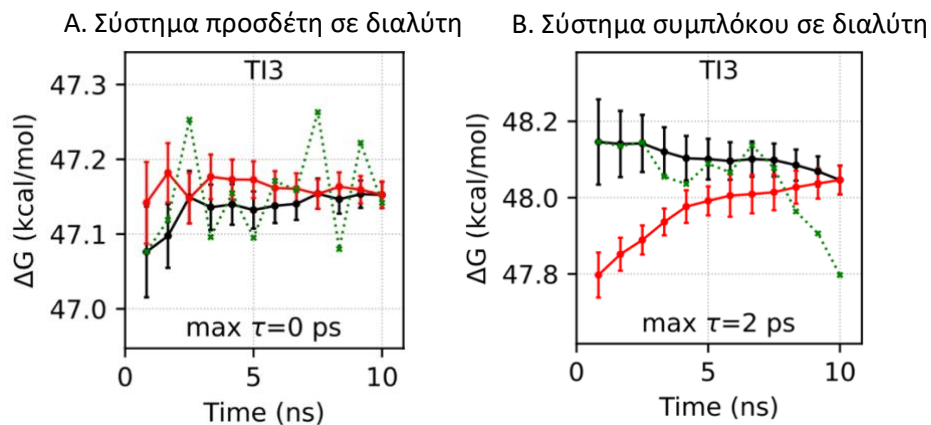 A. Σύστημα προσδέτη σε διαλύτη
B. Σύστημα συμπλόκου σε διαλύτη
TI3
47.3
47.2
47.1
47.0
ΔG (kcal/mol)
max τ=0 ps
0
5
10
Time (ns)
TI3
48.2
48.0
47.8
ΔG (kcal/mol)
max τ=2 ps
0
5
10
Time (ns)